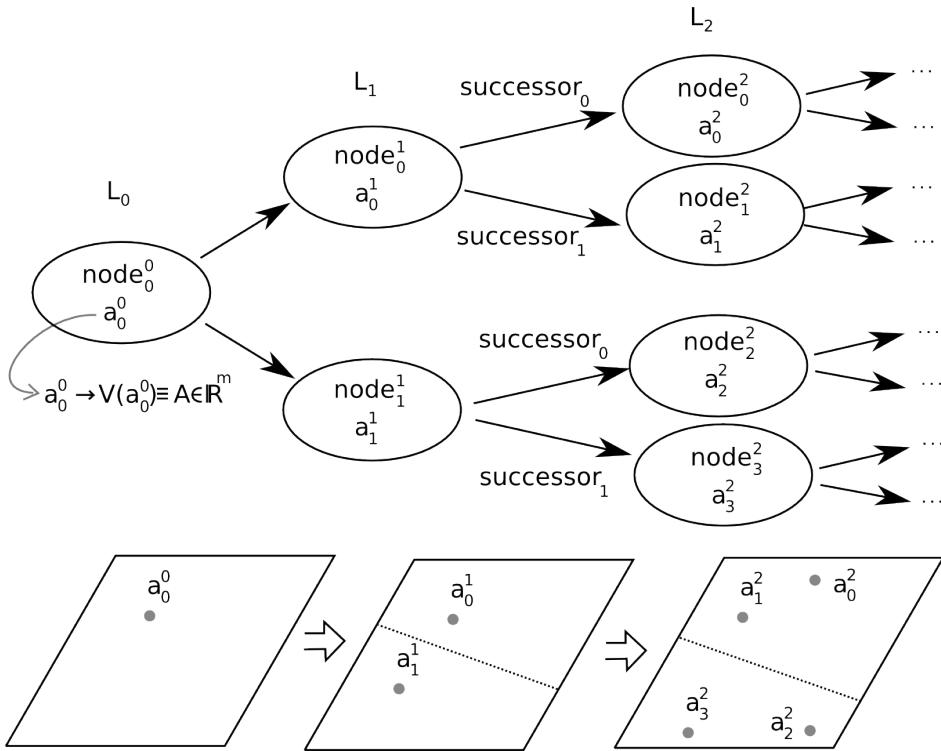 L₂
L₁
L₀
successor₀
successor₁
node₀²
a₀²
node₁²
a₁²
node₀¹
a₀¹
node₀⁰
a₀⁰
a₀⁰→V(a₀⁰)≡A∈ℝᵐ
node₁¹
a₁¹
successor₀
successor₁
node₂²
a₂²
node₃²
a₃²
...
...
...
...
...
...
...
...
a₀⁰
a₀¹
a₁¹
a₁²
a₀²
a₃²
a₂²